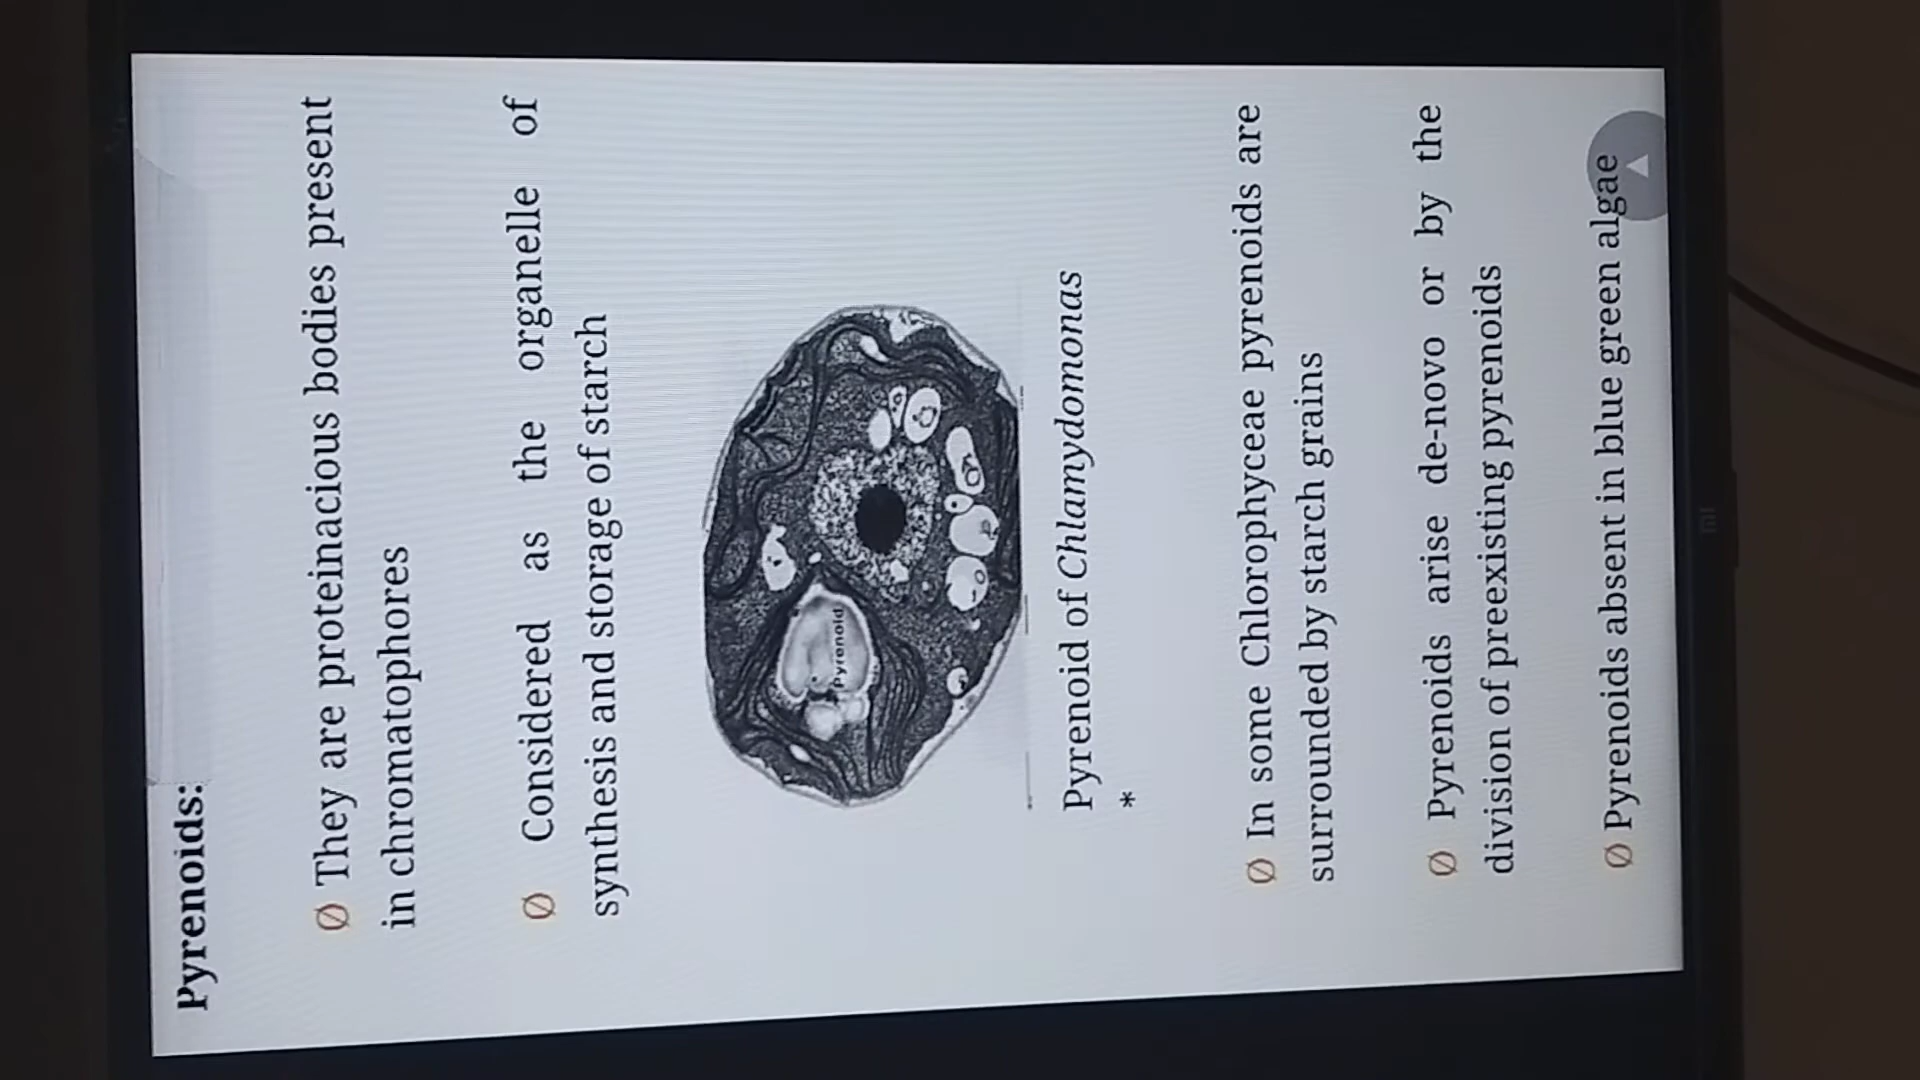 Pyrenoids:
Ø They are proteinacious bodies present
in chromatophores
Ø Considered as the organelle of
synthesis and storage of starch
Pyrenoid
Pyrenoid of Chlamydomonas
*
Ø In some Chlorophyceae pyrenoids are
surrounded by starch grains
Ø Pyrenoids arise de-novo or by the
division of preexisting pyrenoids
Ø Pyrenoids absent in blue green algae
mi